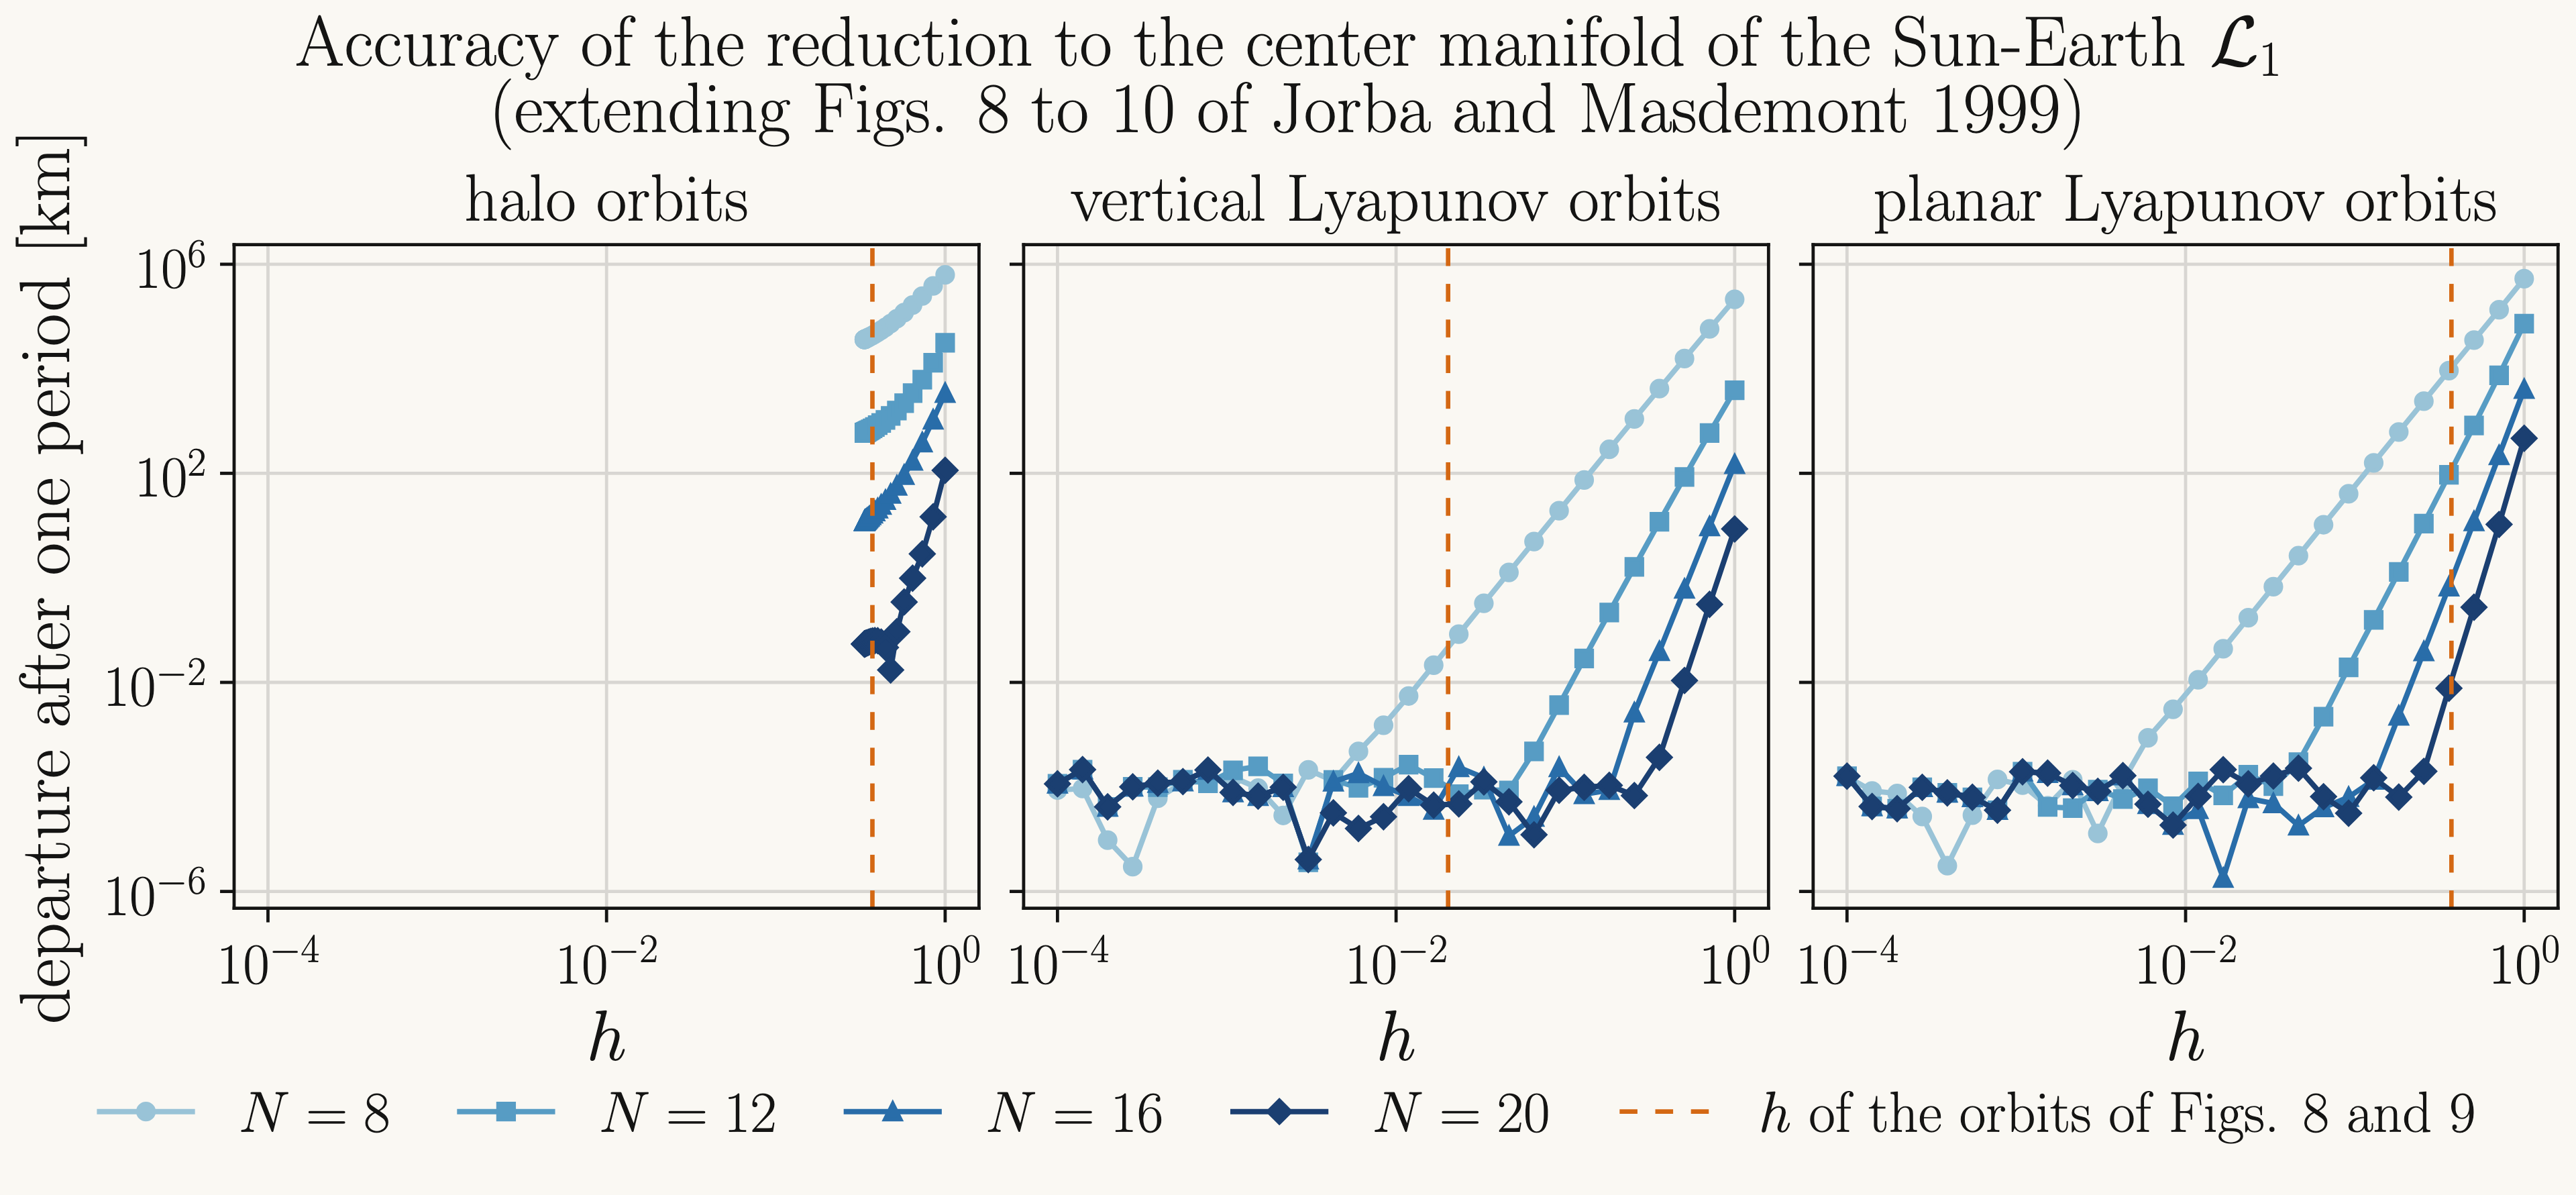 Accuracy of the reduction to the center manifold of the Sun-Earth 𝓛₁
(extending Figs. 8 to 10 of Jorba and Masdemont 1999)
halo orbits
vertical Lyapunov orbits
planar Lyapunov orbits
departure after one period [km]
10⁶
10²
10⁻²
10⁻⁶
10⁻⁴ 10⁻² 10⁰
10⁻⁴ 10⁻² 10⁰
10⁻⁴ 10⁻² 10⁰
h
h
h
N = 8
N = 12
N = 16
N = 20
h of the orbits of Figs. 8 and 9